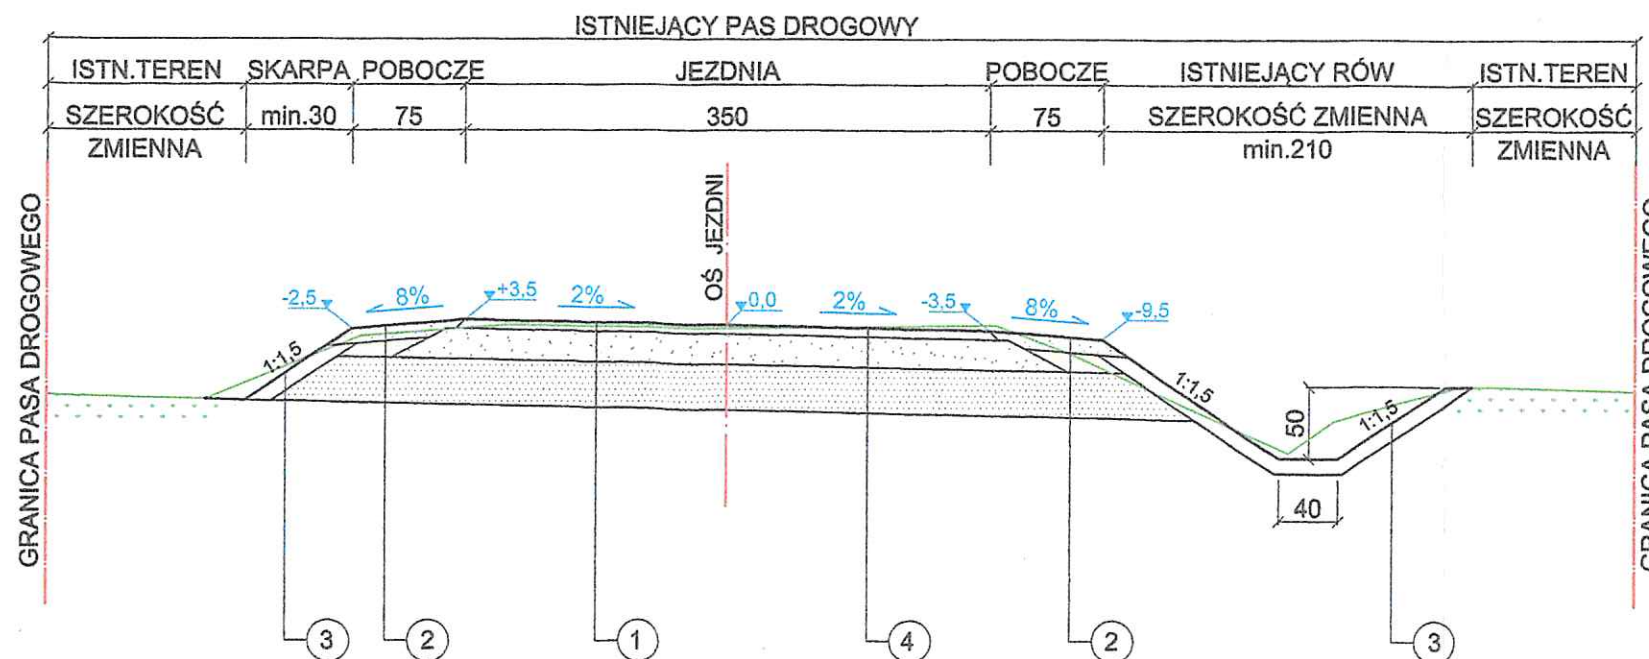 ISTNIEJĄCY PAS DROGOWY
ISTN.TEREN SKARPA POBOCZE JEZDNIA POBOCZE ISTNIEJĄCY RÓW ISTN.TEREN
SZEROKOŚĆ min.30 75 350 75 SZEROKOŚĆ ZMIENNA SZEROKOŚĆ
ZMIENNA min.210 ZMIENNA
GRANICA PASA DROGOWEGO
OŚ JEZDNI
GRANICA PASA DROGOWEGO
-2,5 8% +3,5 2% 0,0 2% -3,5 8% -9,5
1:1,5
1:1,5
50
1:1,5
40
3 2 1 4 2 3